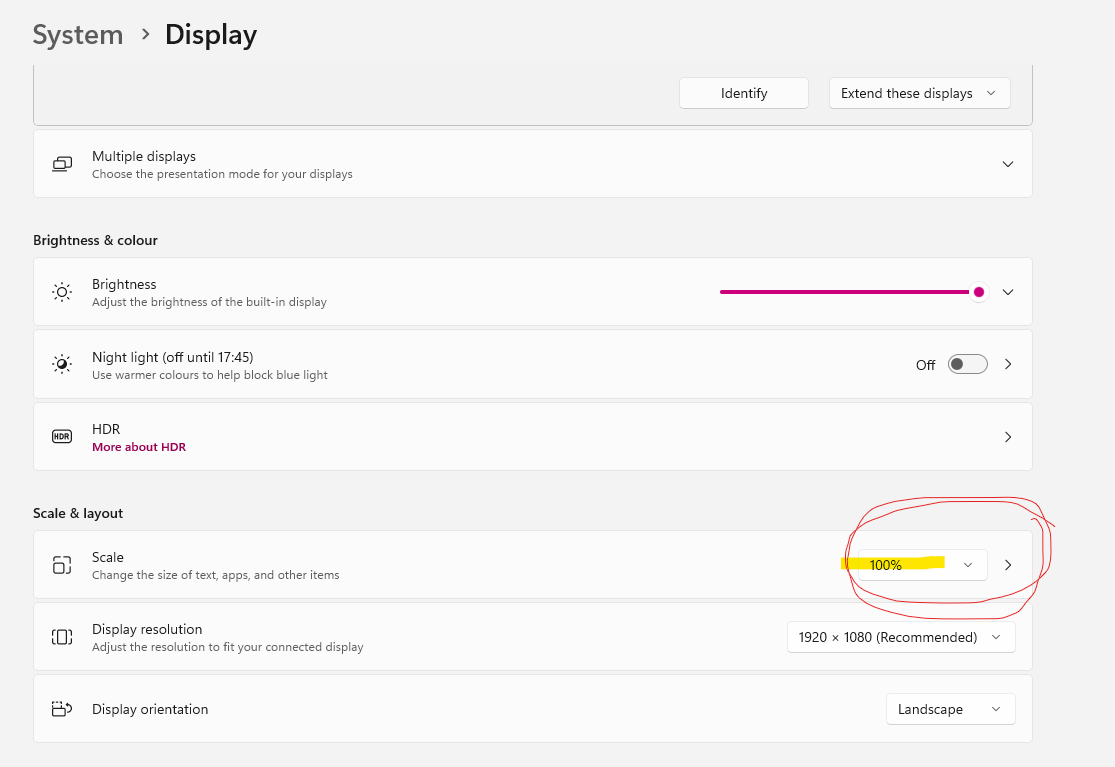 System > Display
Identify
Extend these displays
Multiple displays
Choose the presentation mode for your displays
Brightness & colour
Brightness
Adjust the brightness of the built-in display
Night light (off until 17:45)
Use warmer colours to help block blue light
Off
HDR
HDR
More about HDR
Scale & layout
Scale
Change the size of text, apps, and other items
100%
Display resolution
Adjust the resolution to fit your connected display
1920 × 1080 (Recommended)
Display orientation
Landscape